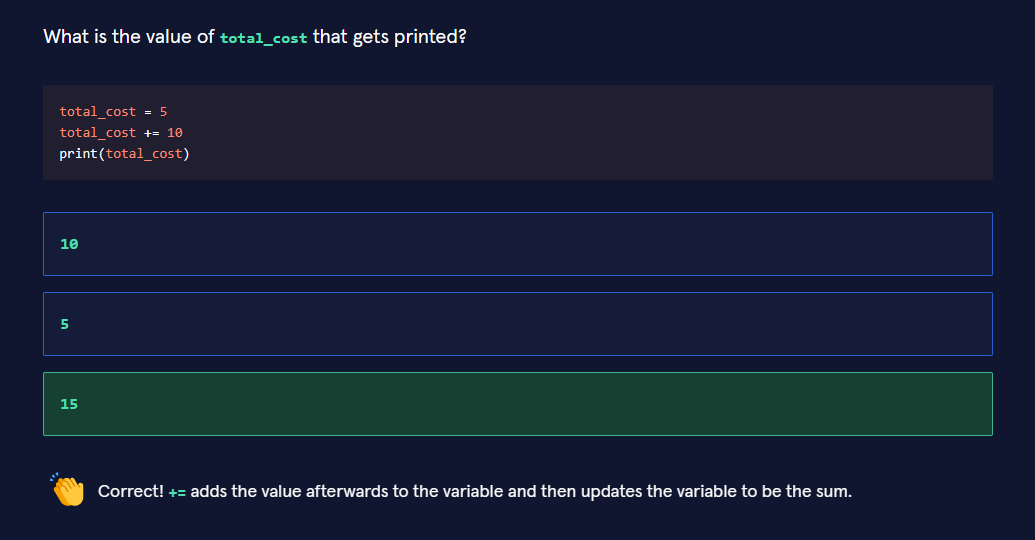 What is the value of total_cost that gets printed?
total_cost = 5
total_cost += 10
print(total_cost)
10
5
15
Correct! += adds the value afterwards to the variable and then updates the variable to be the sum.